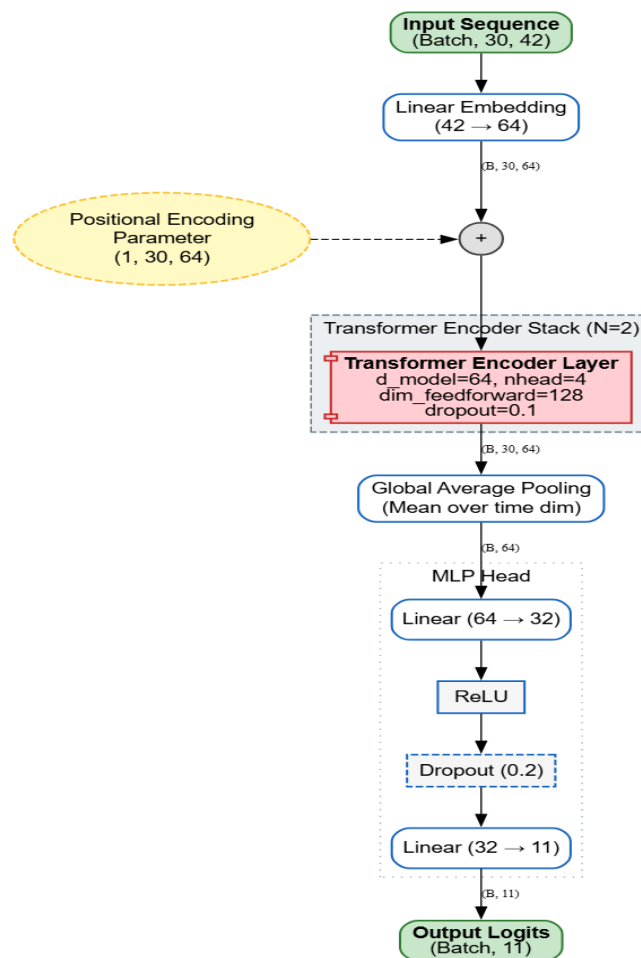 Input Sequence
(Batch, 30, 42)
Linear Embedding
(42 → 64)
(B, 30, 64)
Positional Encoding
Parameter
(1, 30, 64)
+
Transformer Encoder Stack (N=2)
Transformer Encoder Layer
d_model=64, nhead=4
dim_feedforward=128
dropout=0.1
(B, 30, 64)
Global Average Pooling
(Mean over time dim)
(B, 64)
MLP Head
Linear (64 → 32)
ReLU
Dropout (0.2)
Linear (32 → 11)
(B, 11)
Output Logits
(Batch, 11)